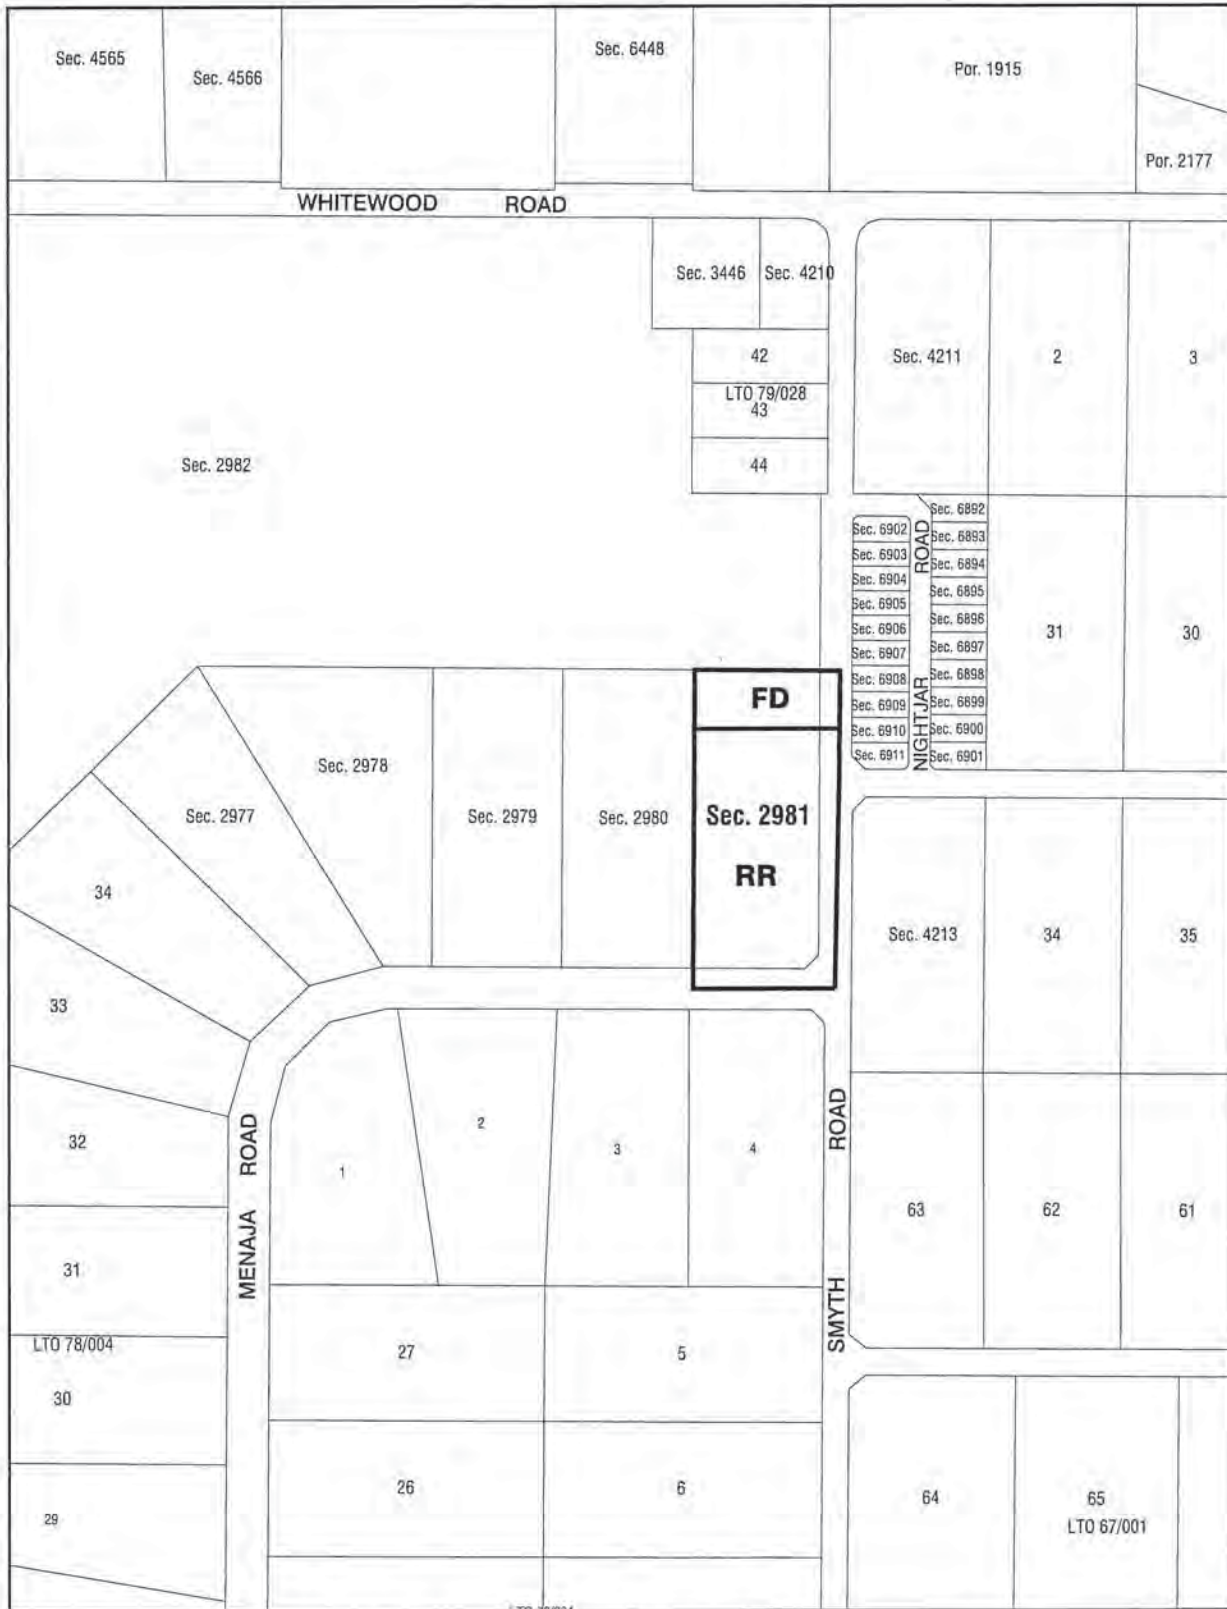 Sec. 4565
Sec. 4566
Sec. 6448
Por. 1915
Por. 2177
WHITEWOOD ROAD
Sec. 3446
Sec. 4210
42
LTO 79/028
43
44
Sec. 4211
2
3
Sec. 2982
Sec. 6902
Sec. 6903
Sec. 6904
Sec. 6905
Sec. 6906
Sec. 6907
Sec. 6908
Sec. 6909
Sec. 6910
Sec. 6911
NIGHTJAR ROAD
Sec. 6892
Sec. 6893
Sec. 6894
Sec. 6895
Sec. 6896
Sec. 6897
Sec. 6898
Sec. 6899
Sec. 6900
Sec. 6901
31
30
FD
Sec. 2978
Sec. 2977
Sec. 2979
Sec. 2980
Sec. 2981
RR
34
Sec. 4213
34
35
33
32
MENAJA ROAD
1
2
3
4
SMYTH ROAD
63
62
61
31
LTO 78/004
30
27
5
29
26
6
64
65
LTO 67/001